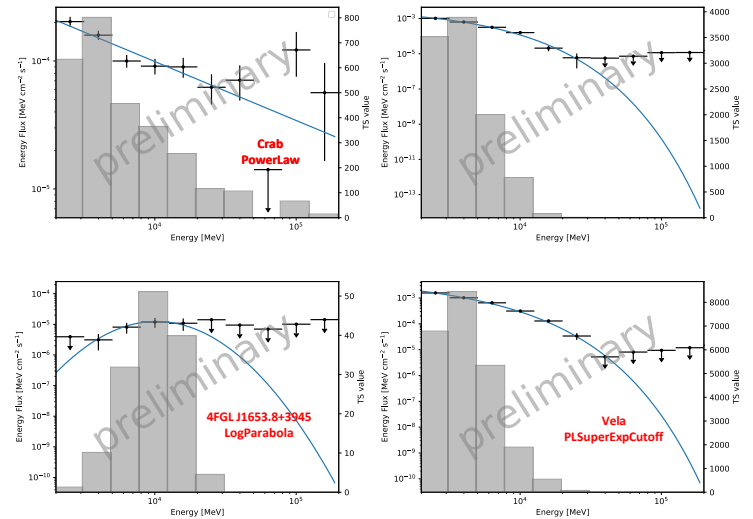 10⁻⁴
10⁻⁵
Energy Flux [MeV cm⁻² s⁻¹]
800
700
600
500
400
300
200
100
0
TS value
preliminary
Crab
PowerLaw
10⁴
10⁵
Energy [MeV]
10⁻³
10⁻⁵
10⁻⁷
10⁻⁹
10⁻¹¹
10⁻¹³
Energy Flux [MeV cm⁻² s⁻¹]
4000
3500
3000
2500
2000
1500
1000
500
0
TS value
preliminary
10⁴
10⁵
Energy [MeV]
10⁻⁴
10⁻⁵
10⁻⁶
10⁻⁷
10⁻⁸
10⁻⁹
10⁻¹⁰
Energy Flux [MeV cm⁻² s⁻¹]
50
40
30
20
10
0
TS value
preliminary
4FGL J1653.8+3945
LogParabola
10⁴
10⁵
Energy [MeV]
10⁻³
10⁻⁴
10⁻⁵
10⁻⁶
10⁻⁷
10⁻⁸
10⁻⁹
10⁻¹⁰
Energy Flux [MeV cm⁻² s⁻¹]
8000
7000
6000
5000
4000
3000
2000
1000
0
TS value
preliminary
Vela
PLSuperExpCutoff
10⁴
10⁵
Energy [MeV]